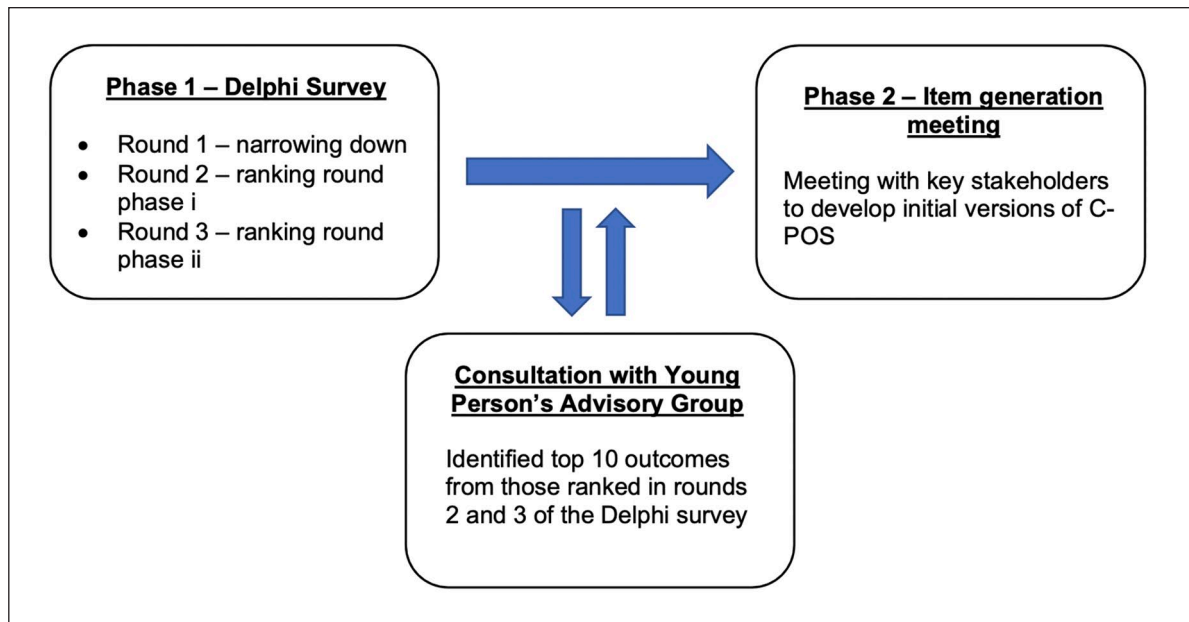 Phase 1 – Delphi Survey
• Round 1 – narrowing down
• Round 2 – ranking round
phase i
• Round 3 – ranking round
phase ii
Phase 2 – Item generation
meeting
Meeting with key stakeholders
to develop initial versions of C-
POS
Consultation with Young
Person's Advisory Group
Identified top 10 outcomes
from those ranked in rounds
2 and 3 of the Delphi survey